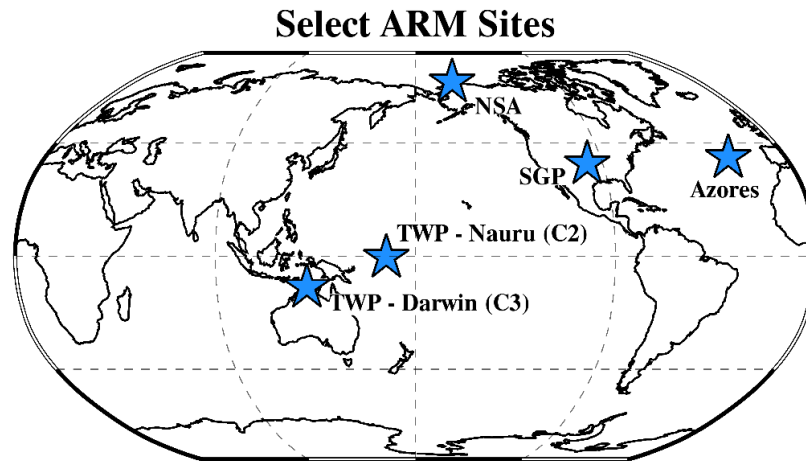 Select ARM Sites
NSA
SGP
Azores
TWP - Nauru (C2)
TWP - Darwin (C3)